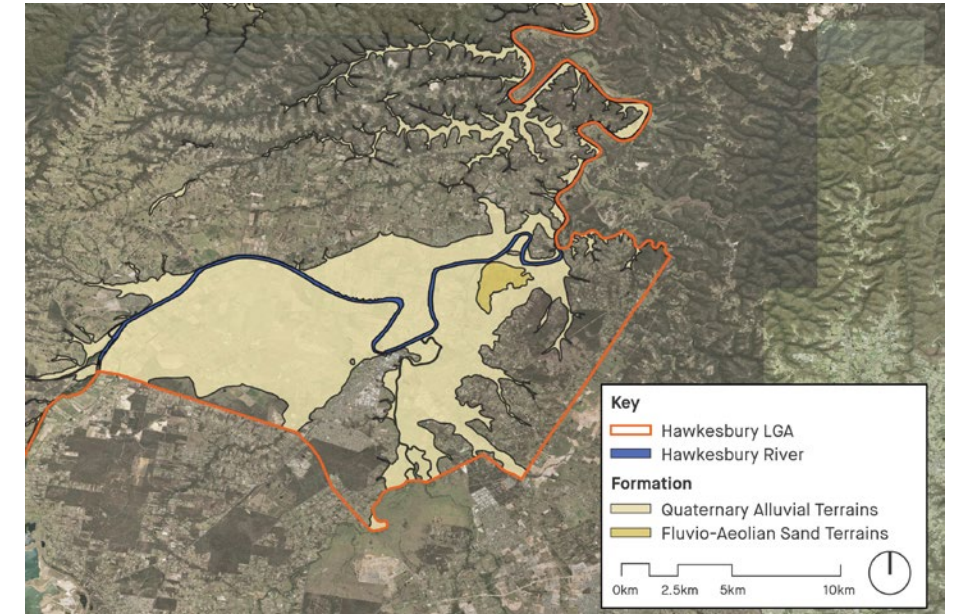 Key
Hawkesbury LGA
Hawkesbury River
Formation
Quaternary Alluvial Terrains
Fluvio-Aeolian Sand Terrains
0km 2.5km 5km 10km